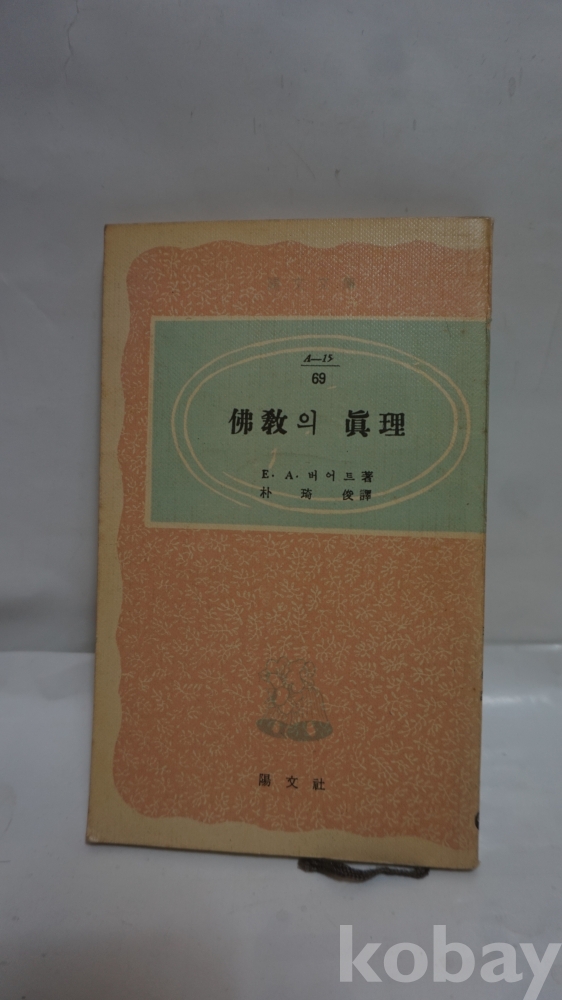 A—15
69
佛敎의 眞理
E. A. 버어트 著
朴琦俊 譯
陽文社
kobay